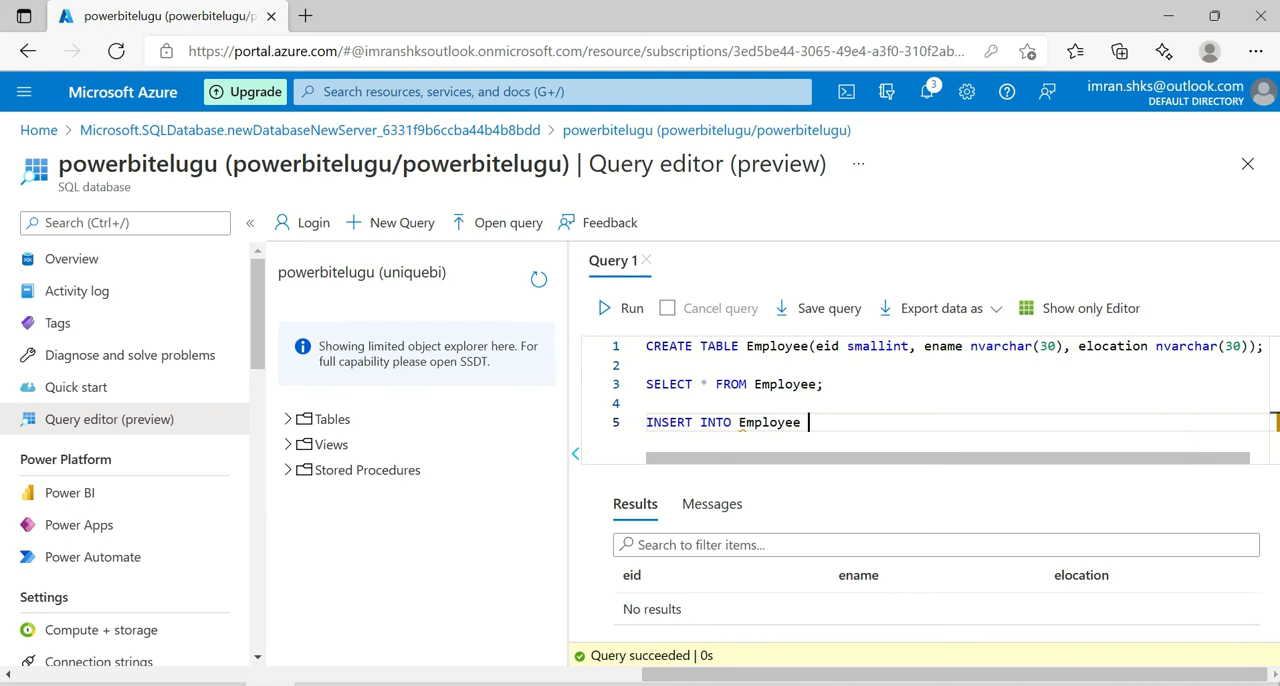 powerbitelugu (powerbitelugu/p
https://portal.azure.com/#@imranshksoutlook.onmicrosoft.com/resource/subscriptions/3ed5be44-3065-49e4-a3f0-310f2ab...
Microsoft Azure
Upgrade
Search resources, services, and docs (G+/)
3
imran.shks@outlook.com
DEFAULT DIRECTORY
Home > Microsoft.SQLDatabase.newDatabaseNewServer_6331f9b6ccba44b4b8bdd > powerbitelugu (powerbitelugu/powerbitelugu)
powerbitelugu (powerbitelugu/powerbitelugu) | Query editor (preview) ...
SQL database
Search (Ctrl+/)
«
Overview
Activity log
Tags
Diagnose and solve problems
Quick start
Query editor (preview)
Power Platform
Power BI
Power Apps
Power Automate
Settings
Compute + storage
Connection strings
Login
New Query
Open query
Feedback
powerbitelugu (uniquebi)
Showing limited object explorer here. For
full capability please open SSDT.
Tables
Views
Stored Procedures
Query 1
Run
Cancel query
Save query
Export data as
Show only Editor
1 CREATE TABLE Employee(eid smallint, ename nvarchar(30), elocation nvarchar(30));
2
3 SELECT * FROM Employee;
4
5 INSERT INTO Employee
Results
Messages
Search to filter items...
eid ename elocation
No results
Query succeeded | 0s